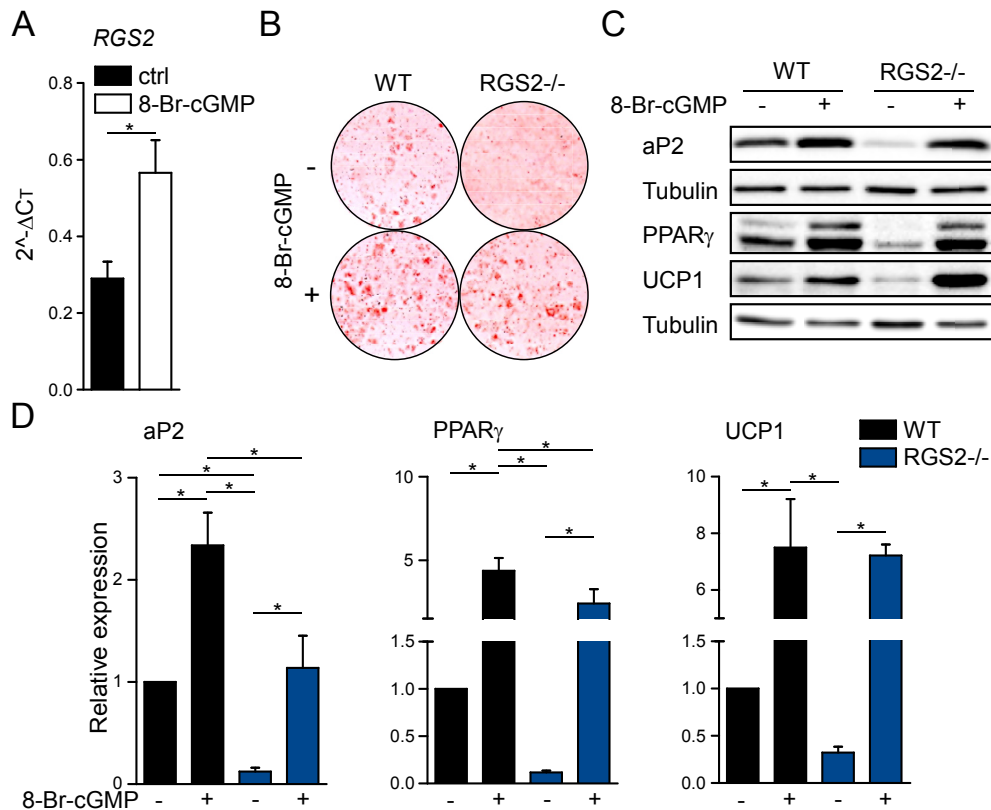 A
RGS2
ctrl
8-Br-cGMP
*
0.8
0.6
0.4
0.2
0.0
2^-ΔCT
B
WT RGS2-/-
8-Br-cGMP
-
+
C
WT RGS2-/-
8-Br-cGMP - + - +
aP2
Tubulin
PPARγ
UCP1
Tubulin
D
aP2
* *
* *
*
3
2
1
0
Relative expression
8-Br-cGMP - + - +
PPARγ
*
* *
*
10
5
1.5
1.0
0.5
0.0
- + - +
UCP1
WT
RGS2-/-
* *
*
10
8
6
1.5
1.0
0.5
0.0
- + - +